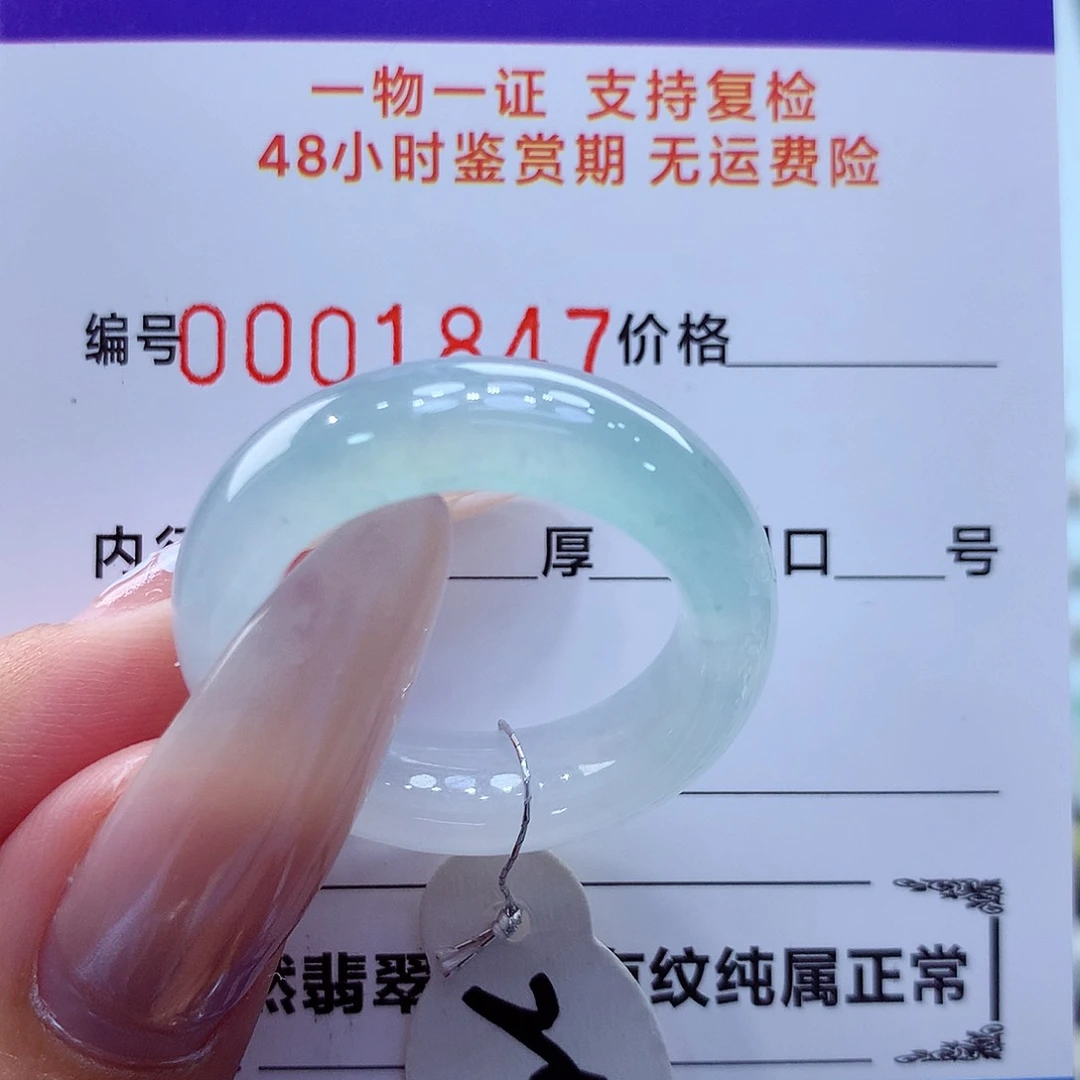 一物一证 支持复检
48小时鉴赏期 无运费险
编号0001847价格
内径 厚 口 号
然翡翠 纹纯属正常